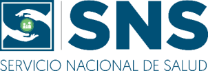 SNS
SERVICIO NACIONAL DE SALUD